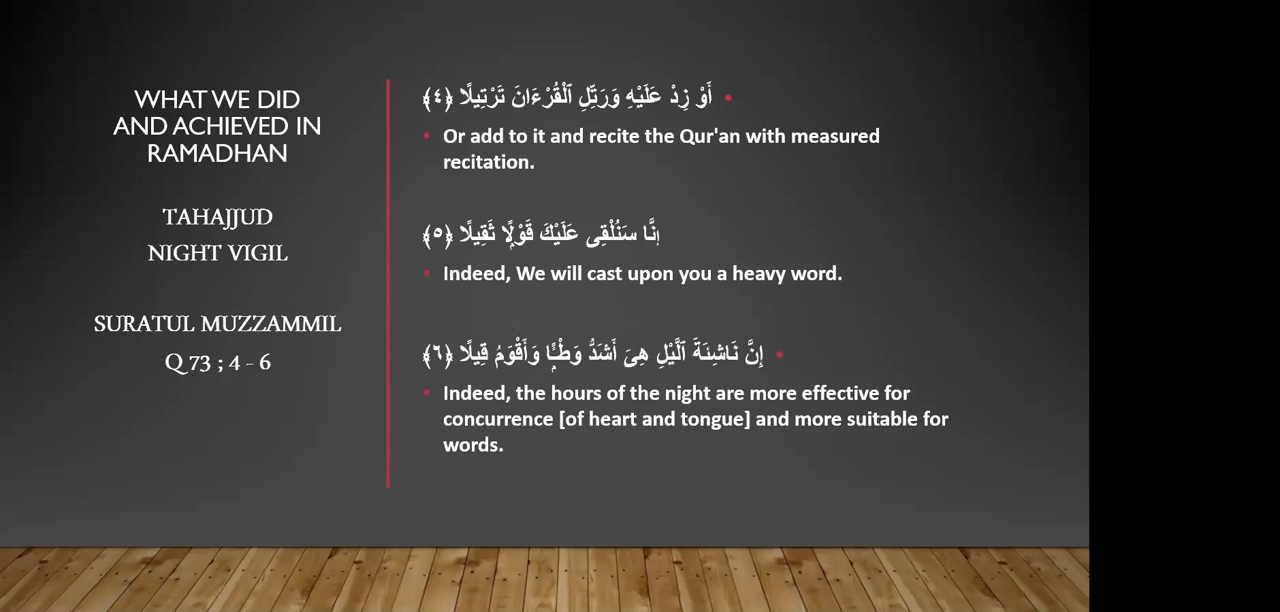 WHAT WE DID
AND ACHIEVED IN
RAMADHAN
TAHAJJUD
NIGHT VIGIL
SURATUL MUZZAMMIL
Q 73 ; 4 - 6
• أَوْ زِدْ عَلَيْهِ وَرَتِّلِ ٱلْقُرْءَانَ تَرْتِيلًا ﴿٤﴾
• Or add to it and recite the Qur'an with measured
recitation.
إِنَّا سَنُلْقِى عَلَيْكَ قَوْلًۭا ثَقِيلًا ﴿٥﴾
• Indeed, We will cast upon you a heavy word.
• إِنَّ نَاشِئَةَ ٱلَّيْلِ هِىَ أَشَدُّ وَطْـًۭٔا وَأَقْوَمُ قِيلًا ﴿٦﴾
• Indeed, the hours of the night are more effective for
concurrence [of heart and tongue] and more suitable for
words.